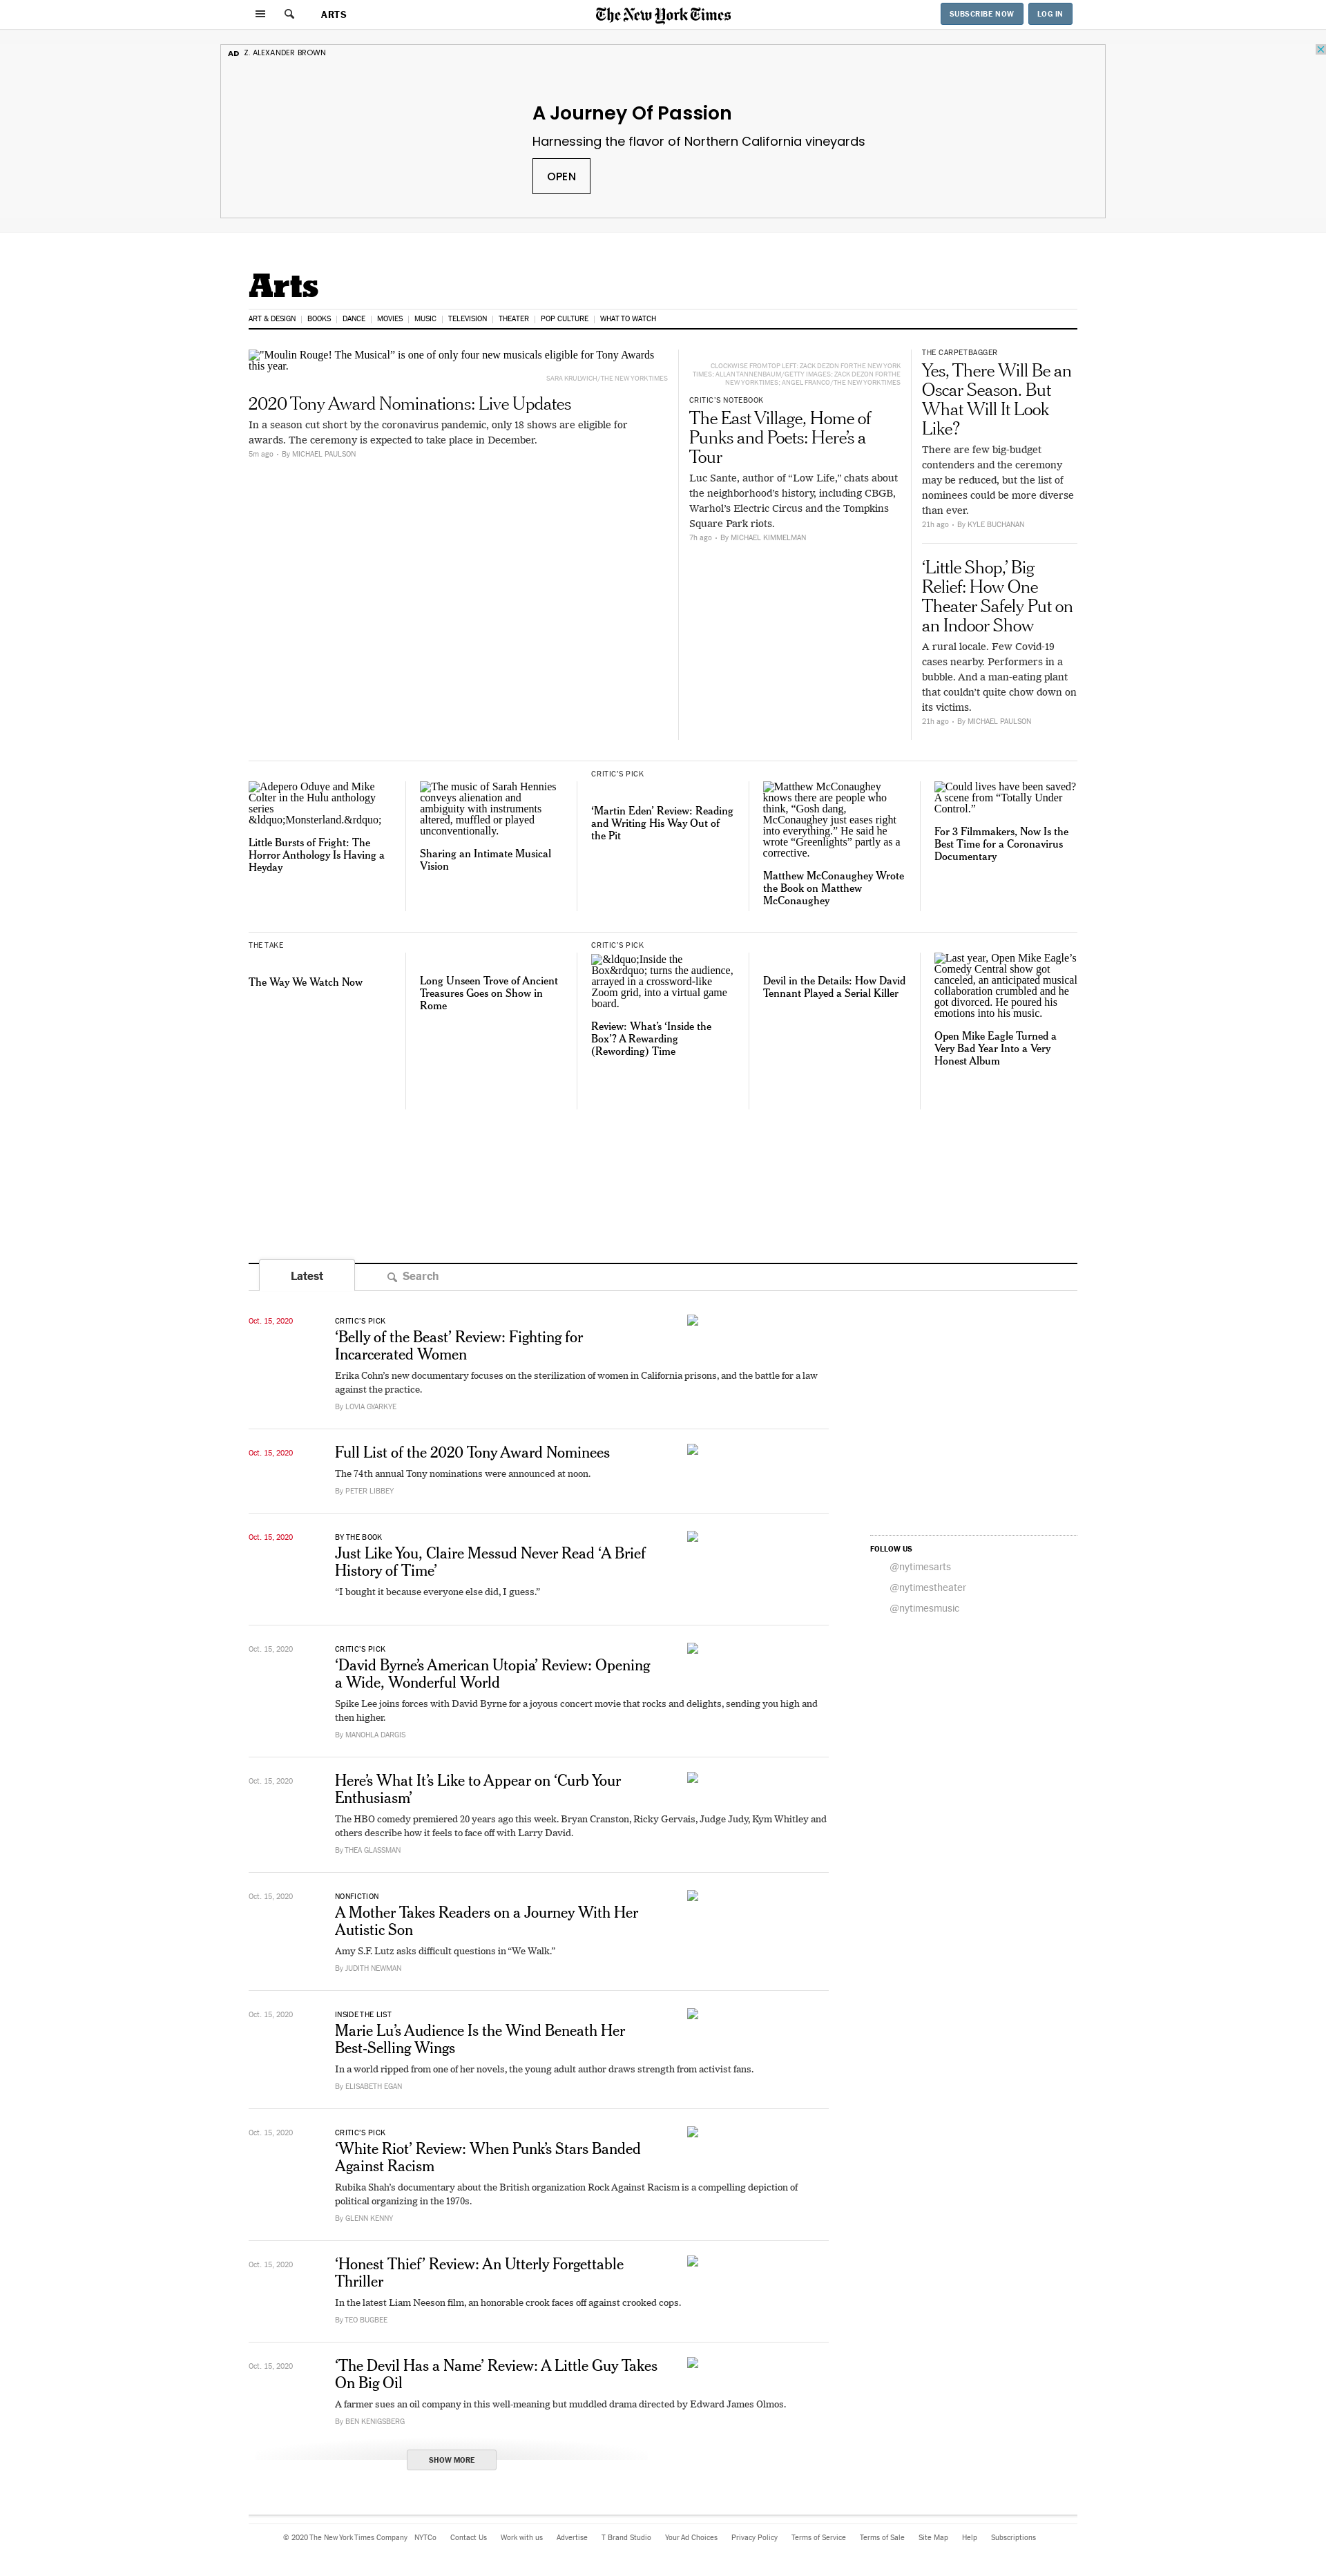 ARTS
The New York Times
SUBSCRIBE NOW
LOG IN
AD Z. ALEXANDER BROWN
A Journey Of Passion
Harnessing the flavor of Northern California vineyards
OPEN
Arts
ART & DESIGN
BOOKS
DANCE
MOVIES
MUSIC
TELEVISION
THEATER
POP CULTURE
WHAT TO WATCH
"Moulin Rouge! The Musical” is one of only four new musicals eligible for Tony Awards
this year.
SARA KRULWICH/THE NEW YORK TIMES
2020 Tony Award Nominations: Live Updates
In a season cut short by the coronavirus pandemic, only 18 shows are eligible for
awards. The ceremony is expected to take place in December.
5m ago • By MICHAEL PAULSON
CLOCKWISE FROM TOP LEFT: ZACK DEZON FOR THE NEW YORK
TIMES; ALLAN TANNENBAUM/GETTY IMAGES; ZACK DEZON FOR THE
NEW YORK TIMES; ANGEL FRANCO/THE NEW YORK TIMES
CRITIC’S NOTEBOOK
The East Village, Home of
Punks and Poets: Here’s a
Tour
Luc Sante, author of “Low Life,” chats about
the neighborhood’s history, including CBGB,
Warhol’s Electric Circus and the Tompkins
Square Park riots.
7h ago • By MICHAEL KIMMELMAN
THE CARPETBAGGER
Yes, There Will Be an
Oscar Season. But
What Will It Look
Like?
There are few big-budget
contenders and the ceremony
may be reduced, but the list of
nominees could be more diverse
than ever.
21h ago • By KYLE BUCHANAN
‘Little Shop,’ Big
Relief: How One
Theater Safely Put on
an Indoor Show
A rural locale. Few Covid-19
cases nearby. Performers in a
bubble. And a man-eating plant
that couldn’t quite chow down on
its victims.
21h ago • By MICHAEL PAULSON
Adepero Oduye and Mike
Colter in the Hulu anthology
series
&ldquo;Monsterland.&rdquo;
Little Bursts of Fright: The
Horror Anthology Is Having a
Heyday
The music of Sarah Hennies
conveys alienation and
ambiguity with instruments
altered, muffled or played
unconventionally.
Sharing an Intimate Musical
Vision
CRITIC’S PICK
‘Martin Eden’ Review: Reading
and Writing His Way Out of
the Pit
Matthew McConaughey
knows there are people who
think, “Gosh dang,
McConaughey just eases right
into everything.” He said he
wrote “Greenlights” partly as a
corrective.
Matthew McConaughey Wrote
the Book on Matthew
McConaughey
Could lives have been saved?
A scene from “Totally Under
Control.”
For 3 Filmmakers, Now Is the
Best Time for a Coronavirus
Documentary
THE TAKE
The Way We Watch Now
Long Unseen Trove of Ancient
Treasures Goes on Show in
Rome
CRITIC’S PICK
&ldquo;Inside the
Box&rdquo; turns the audience,
arrayed in a crossword-like
Zoom grid, into a virtual game
board.
Review: What’s ‘Inside the
Box’? A Rewarding
(Rewording) Time
Devil in the Details: How David
Tennant Played a Serial Killer
Last year, Open Mike Eagle’s
Comedy Central show got
canceled, an anticipated musical
collaboration crumbled and he
got divorced. He poured his
emotions into his music.
Open Mike Eagle Turned a
Very Bad Year Into a Very
Honest Album
Latest
Search
Oct. 15, 2020
CRITIC’S PICK
‘Belly of the Beast’ Review: Fighting for
Incarcerated Women
Erika Cohn’s new documentary focuses on the sterilization of women in California prisons, and the battle for a law
against the practice.
By LOVIA GYARKYE
Oct. 15, 2020
Full List of the 2020 Tony Award Nominees
The 74th annual Tony nominations were announced at noon.
By PETER LIBBEY
Oct. 15, 2020
BY THE BOOK
Just Like You, Claire Messud Never Read ‘A Brief
History of Time’
“I bought it because everyone else did, I guess.”
FOLLOW US
@nytimesarts
@nytimestheater
@nytimesmusic
Oct. 15, 2020
CRITIC’S PICK
‘David Byrne’s American Utopia’ Review: Opening
a Wide, Wonderful World
Spike Lee joins forces with David Byrne for a joyous concert movie that rocks and delights, sending you high and
then higher.
By MANOHLA DARGIS
Oct. 15, 2020
Here’s What It’s Like to Appear on ‘Curb Your
Enthusiasm’
The HBO comedy premiered 20 years ago this week. Bryan Cranston, Ricky Gervais, Judge Judy, Kym Whitley and
others describe how it feels to face off with Larry David.
By THEA GLASSMAN
Oct. 15, 2020
NONFICTION
A Mother Takes Readers on a Journey With Her
Autistic Son
Amy S.F. Lutz asks difficult questions in “We Walk.”
By JUDITH NEWMAN
Oct. 15, 2020
INSIDE THE LIST
Marie Lu’s Audience Is the Wind Beneath Her
Best-Selling Wings
In a world ripped from one of her novels, the young adult author draws strength from activist fans.
By ELISABETH EGAN
Oct. 15, 2020
CRITIC’S PICK
‘White Riot’ Review: When Punk’s Stars Banded
Against Racism
Rubika Shah’s documentary about the British organization Rock Against Racism is a compelling depiction of
political organizing in the 1970s.
By GLENN KENNY
Oct. 15, 2020
‘Honest Thief’ Review: An Utterly Forgettable
Thriller
In the latest Liam Neeson film, an honorable crook faces off against crooked cops.
By TEO BUGBEE
Oct. 15, 2020
‘The Devil Has a Name’ Review: A Little Guy Takes
On Big Oil
A farmer sues an oil company in this well-meaning but muddled drama directed by Edward James Olmos.
By BEN KENIGSBERG
SHOW MORE
© 2020 The New York Times Company
NYTCo
Contact Us
Work with us
Advertise
T Brand Studio
Your Ad Choices
Privacy Policy
Terms of Service
Terms of Sale
Site Map
Help
Subscriptions